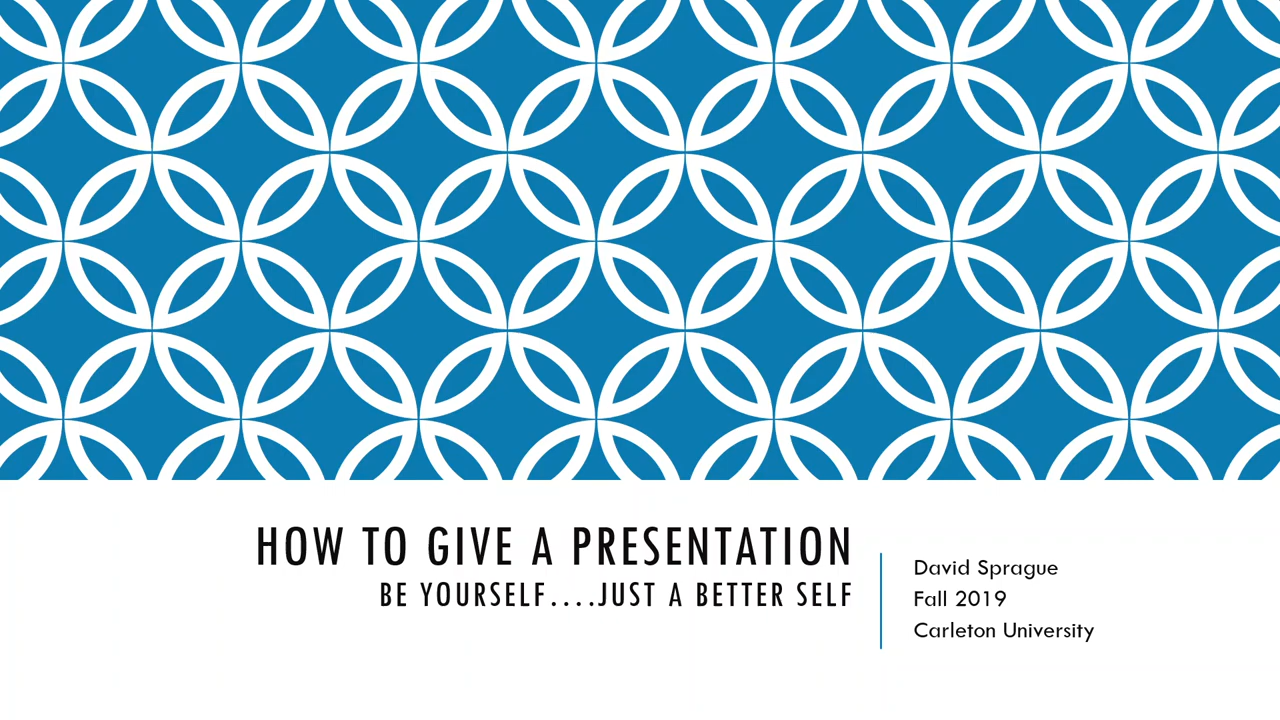 HOW TO GIVE A PRESENTATION
BE YOURSELF....JUST A BETTER SELF
David Sprague
Fall 2019
Carleton University